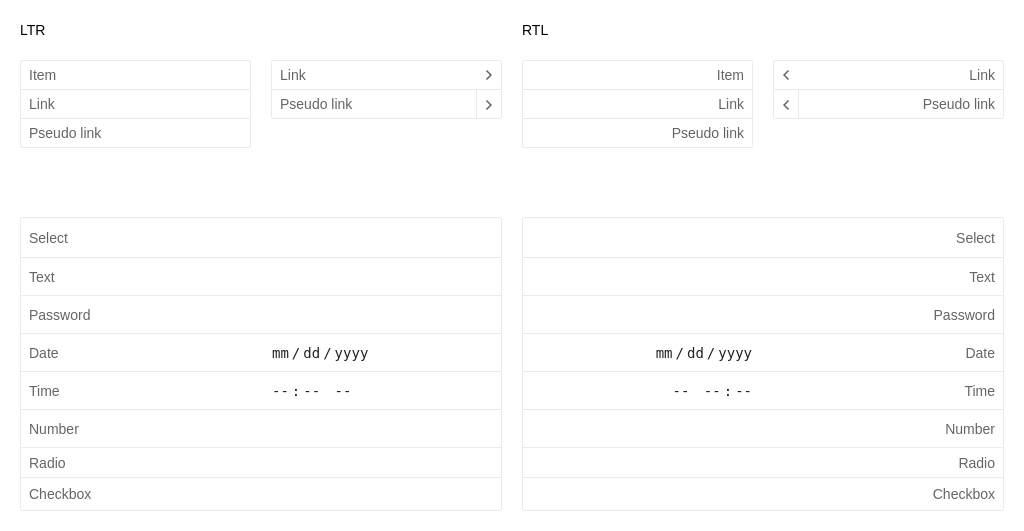 LTR
Item
Link
Pseudo link
Link
Pseudo link
Select
Text
Password
Date mm/dd/yyyy
Time --:-- --
Number
Radio
Checkbox
RTL
Item
Link
Pseudo link
Link
Pseudo link
Select
Text
Password
mm/dd/yyyy Date
-- --:-- Time
Number
Radio
Checkbox